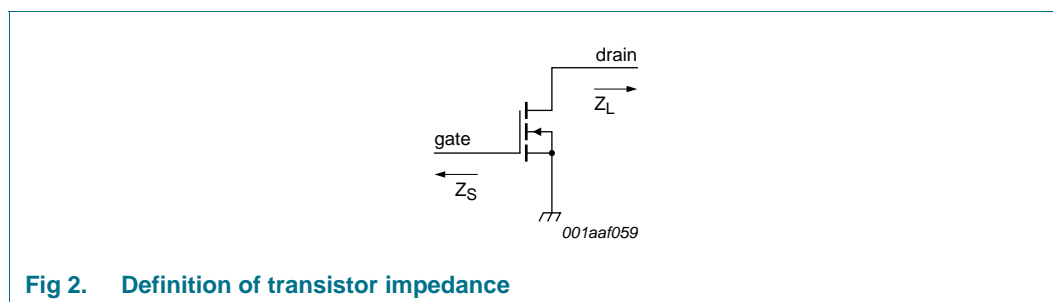 drain
Z_L
gate
Z_S
001aaf059
Fig 2. Definition of transistor impedance